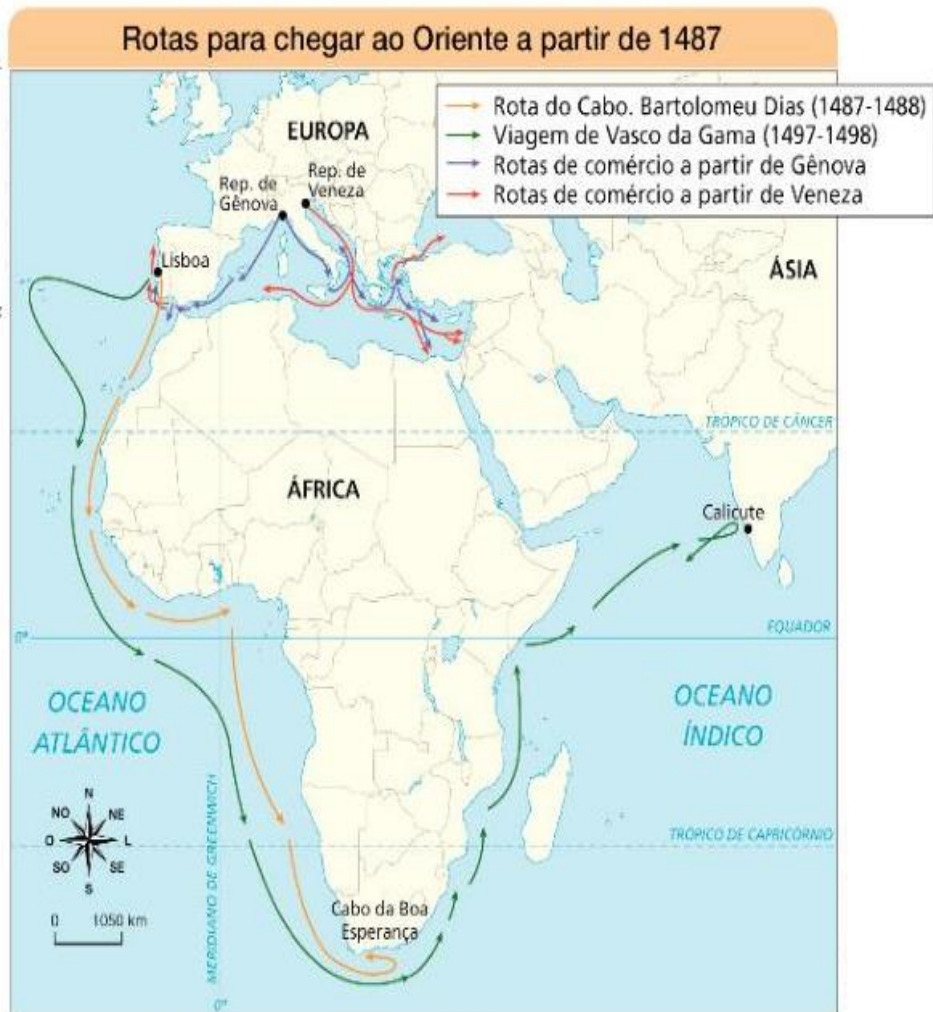 Rotas para chegar ao Oriente a partir de 1487
Rota do Cabo. Bartolomeu Dias (1487-1488)
Viagem de Vasco da Gama (1497-1498)
Rotas de comércio a partir de Gênova
Rotas de comércio a partir de Veneza
EUROPA
Rep. de
Veneza
Rep. de
Gênova
Lisboa
ÁSIA
TRÓPICO DE CÂNCER
ÁFRICA
Calicute
0°
EQUADOR
OCEANO
ATLÂNTICO
OCEANO
ÍNDICO
MERIDIANO DE GREENWICH
TRÓPICO DE CAPRICÓRNIO
N
NO
NE
O
L
SO
SE
S
0 1050 km
Cabo da Boa
Esperança
0°